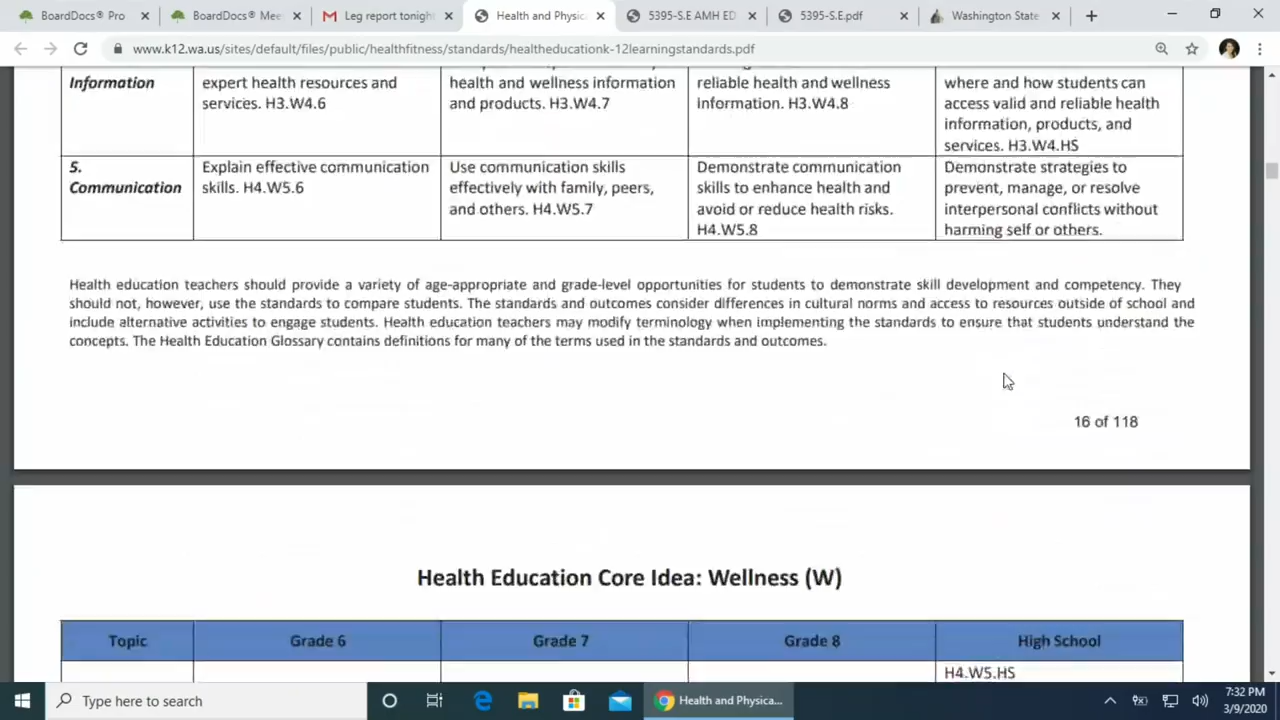 BoardDocs® Pro
BoardDocs® Mee
Leg report tonigh
Health and Physic
5395-S.E AMH ED
5395-S.E.pdf
Washington State
www.k12.wa.us/sites/default/files/public/healthfitness/standards/healtheducationk-12learningstandards.pdf
Information
expert health resources and
services. H3.W4.6
health and wellness information
and products. H3.W4.7
reliable health and wellness
information. H3.W4.8
where and how students can
access valid and reliable health
information, products, and
services. H3.W4.HS
5.
Communication
Explain effective communication
skills. H4.W5.6
Use communication skills
effectively with family, peers,
and others. H4.W5.7
Demonstrate communication
skills to enhance health and
avoid or reduce health risks.
H4.W5.8
Demonstrate strategies to
prevent, manage, or resolve
interpersonal conflicts without
harming self or others.
Health education teachers should provide a variety of age-appropriate and grade-level opportunities for students to demonstrate skill development and competency. They
should not, however, use the standards to compare students. The standards and outcomes consider differences in cultural norms and access to resources outside of school and
include alternative activities to engage students. Health education teachers may modify terminology when implementing the standards to ensure that students understand the
concepts. The Health Education Glossary contains definitions for many of the terms used in the standards and outcomes.
16 of 118
Health Education Core Idea: Wellness (W)
Topic
Grade 6
Grade 7
Grade 8
High School
H4.W5.HS
Type here to search
Health and Physica...
7:32 PM
3/9/2020